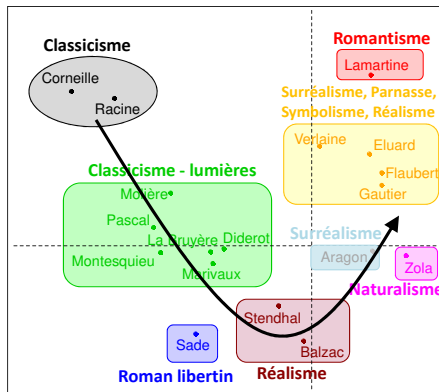 Classicisme
Corneille
Racine
Romantisme
Lamartine
Surréalisme, Parnasse,
Symbolisme, Réalisme
Verlaine
Eluard
Flaubert
Gautier
Classicisme - lumières
Molière
Pascal
La Bruyère
Diderot
Montesquieu
Marivaux
Surréalisme
Aragon
Zola
Naturalisme
Stendhal
Balzac
Réalisme
Sade
Roman libertin